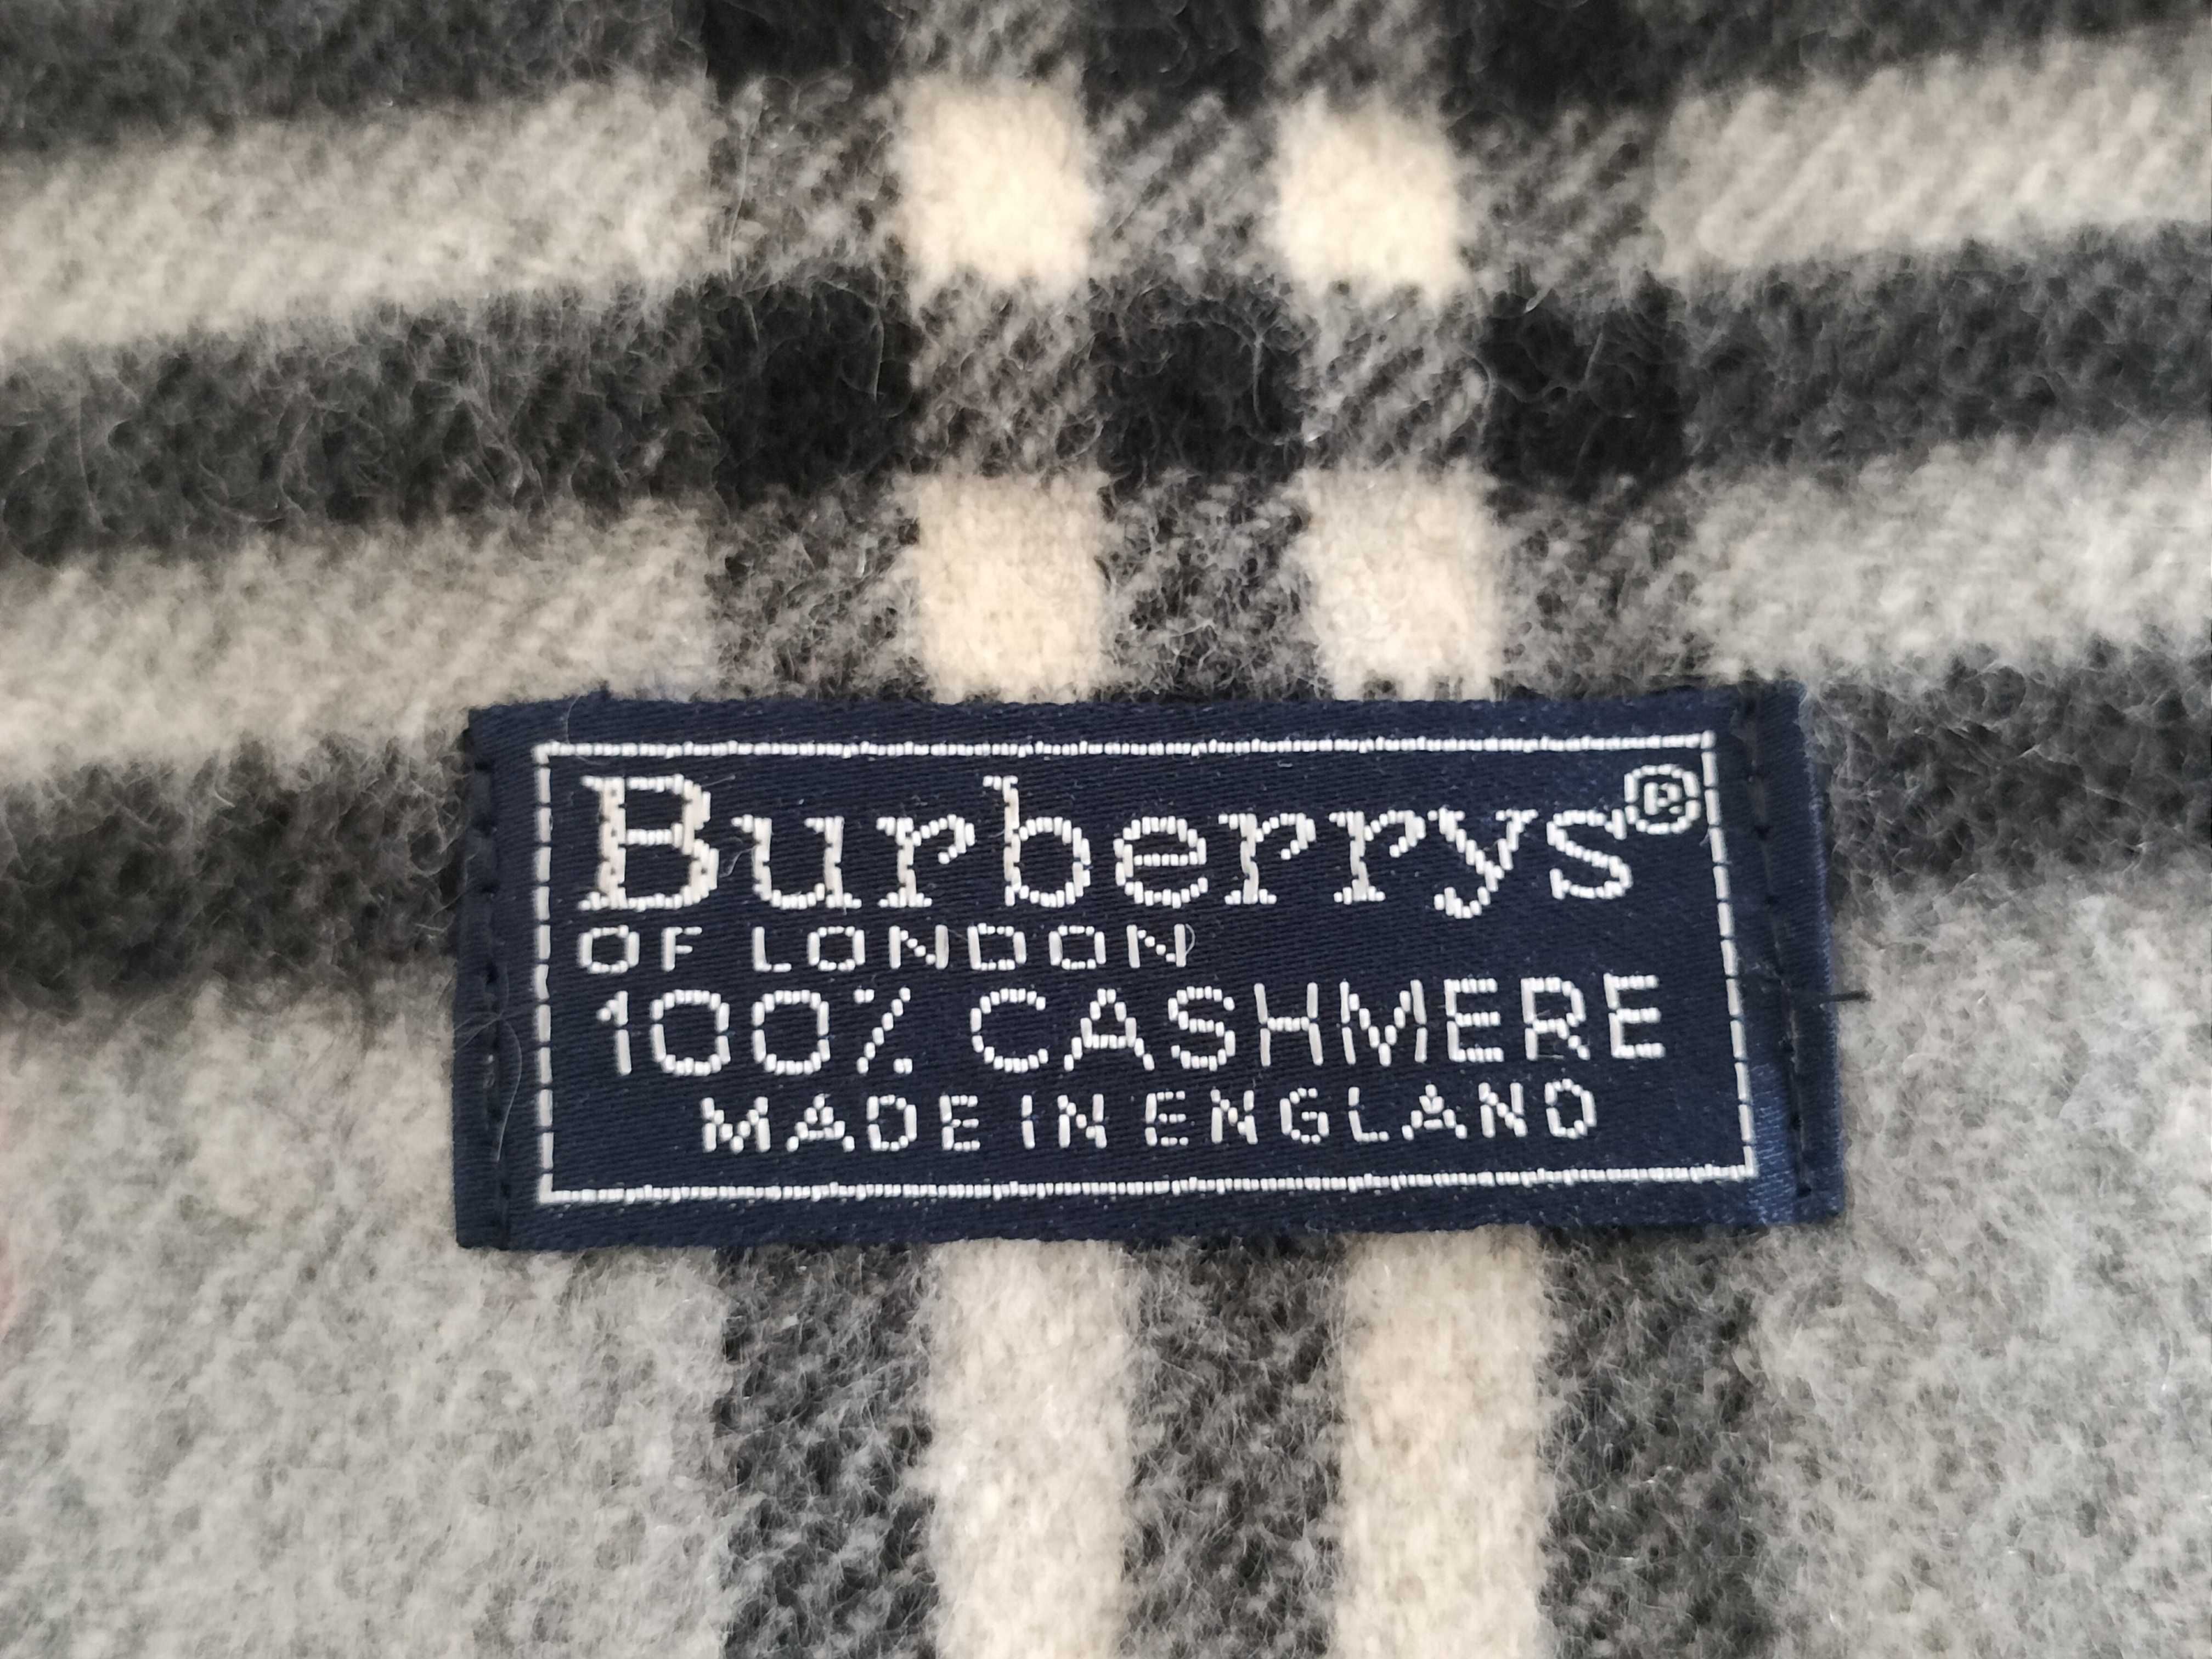 Burberrys®
OF LONDON
100% CASHMERE
MADE IN ENGLAND